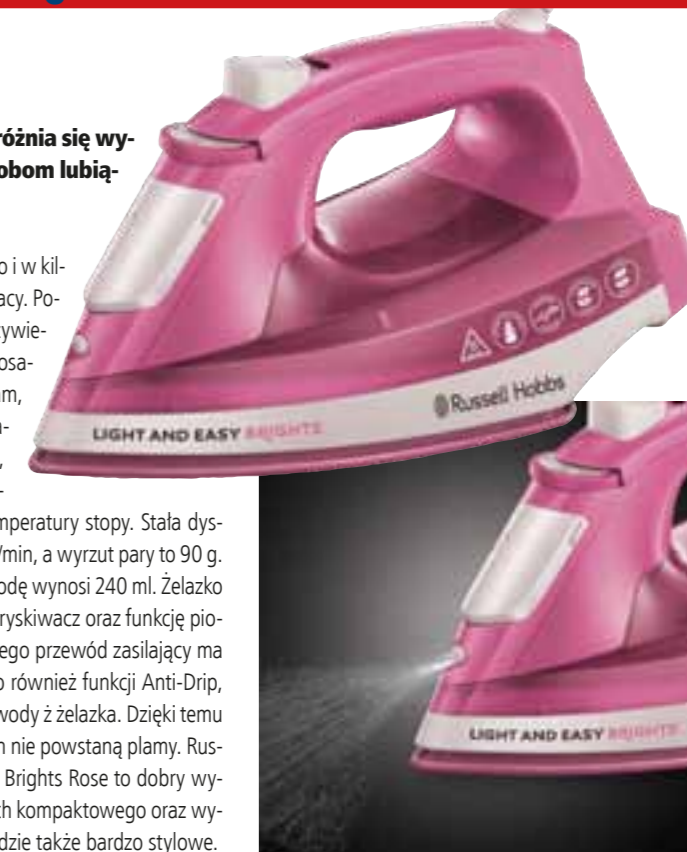 różnia się wy-
obom lubią-
o i w kil-
acy. Po-
ywie-
osa-
am,
a-
,
-
mperatury stopy. Stała dys-
/min, a wyrzut pary to 90 g.
odę wynosi 240 ml. Żelazko
ryskiwacz oraz funkcję pio-
ego przewód zasilający ma
o również funkcji Anti-Drip,
wody ż żelazka. Dzięki temu
h nie powstaną plamy. Rus-
Brights Rose to dobry wy-
ch kompaktowego oraz wy-
dzie także bardzo stylowe.
LIGHT AND EASY BRIGHTS
Russell Hobbs
LIGHT AND EASY BRIGHTS